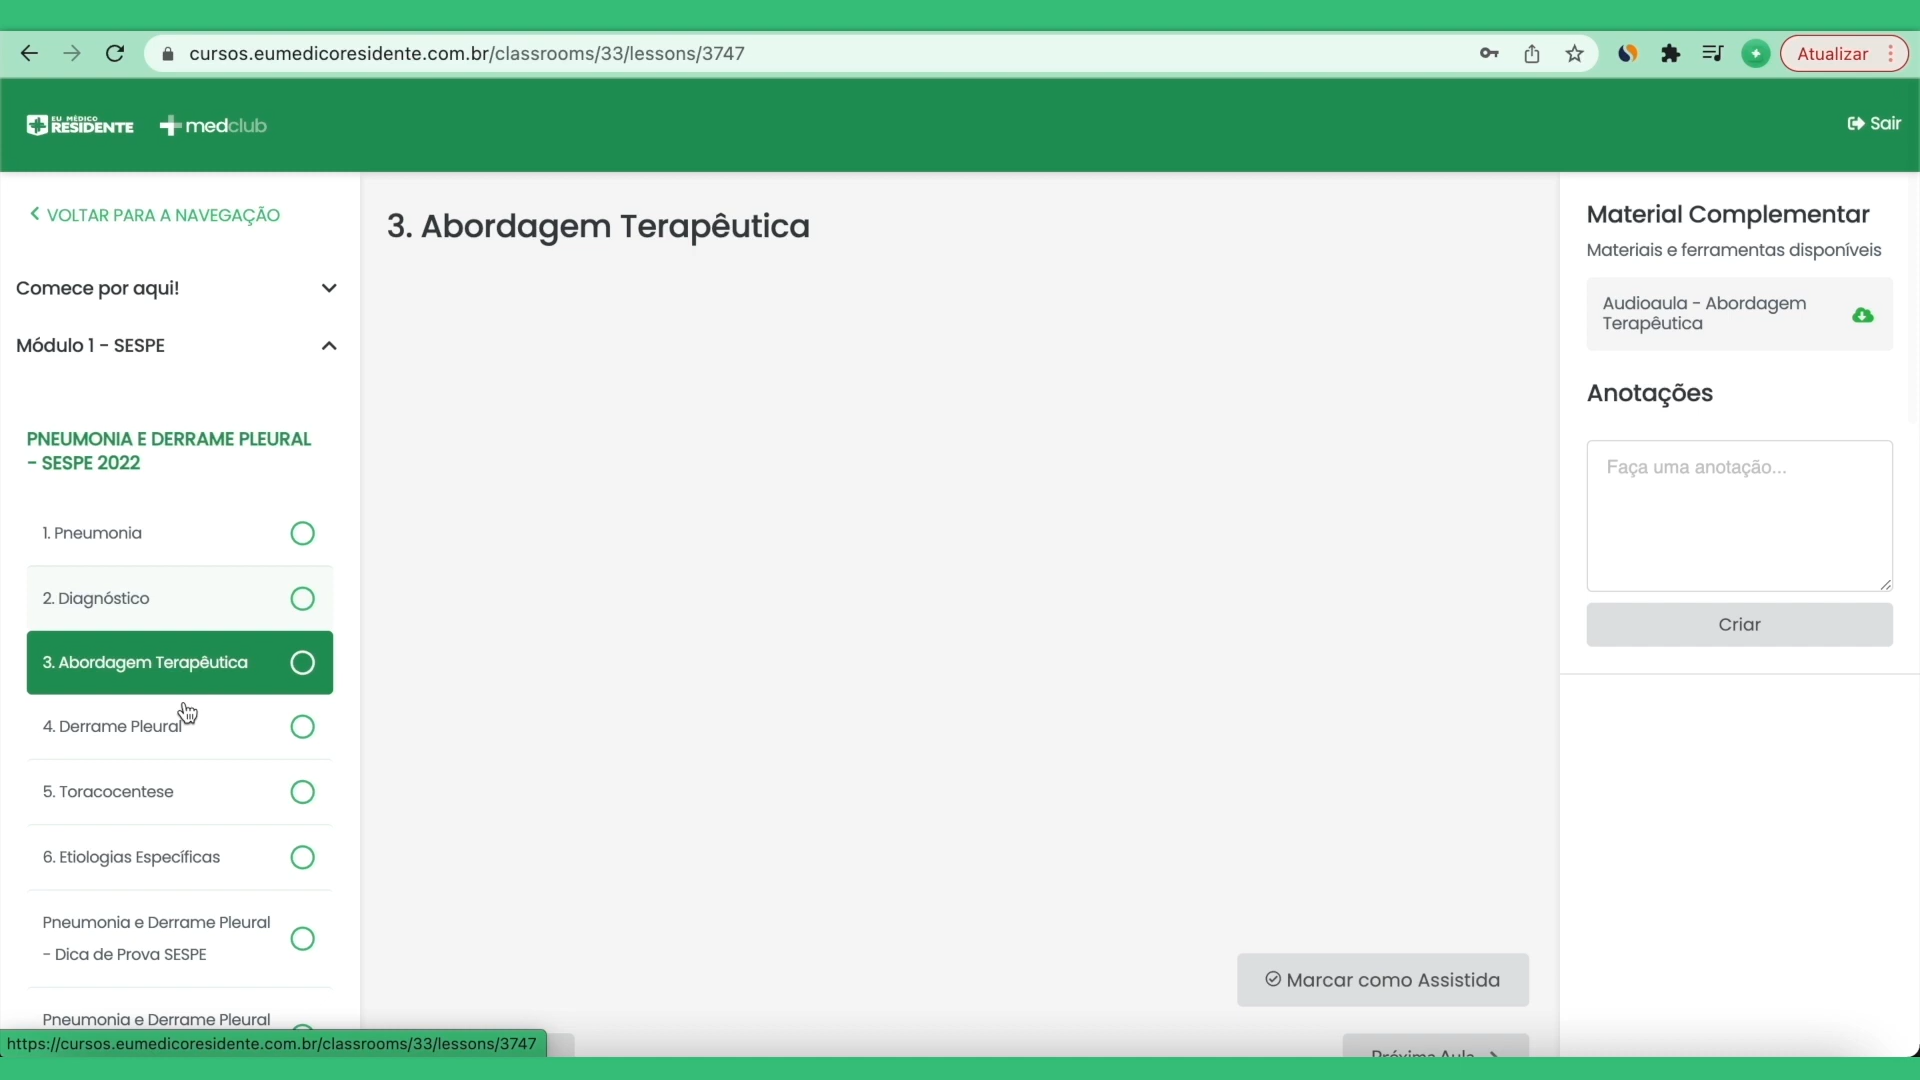 cursos.eumedicoresidente.com.br/classrooms/33/lessons/3747
Atualizar
EU MÉDICO
RESIDENTE
medclub
Sair
VOLTAR PARA A NAVEGAÇÃO
Comece por aqui!
Módulo 1 - SESPE
PNEUMONIA E DERRAME PLEURAL
- SESPE 2022
1. Pneumonia
2. Diagnóstico
3. Abordagem Terapêutica
4. Derrame Pleural
5. Toracocentese
6. Etiologias Específicas
Pneumonia e Derrame Pleural
- Dica de Prova SESPE
Pneumonia e Derrame Pleural
https://cursos.eumedicoresidente.com.br/classrooms/33/lessons/3747
3. Abordagem Terapêutica
Marcar como Assistida
Próxima Aula
Material Complementar
Materiais e ferramentas disponíveis
Audioaula - Abordagem
Terapêutica
Anotações
Faça uma anotação...
Criar